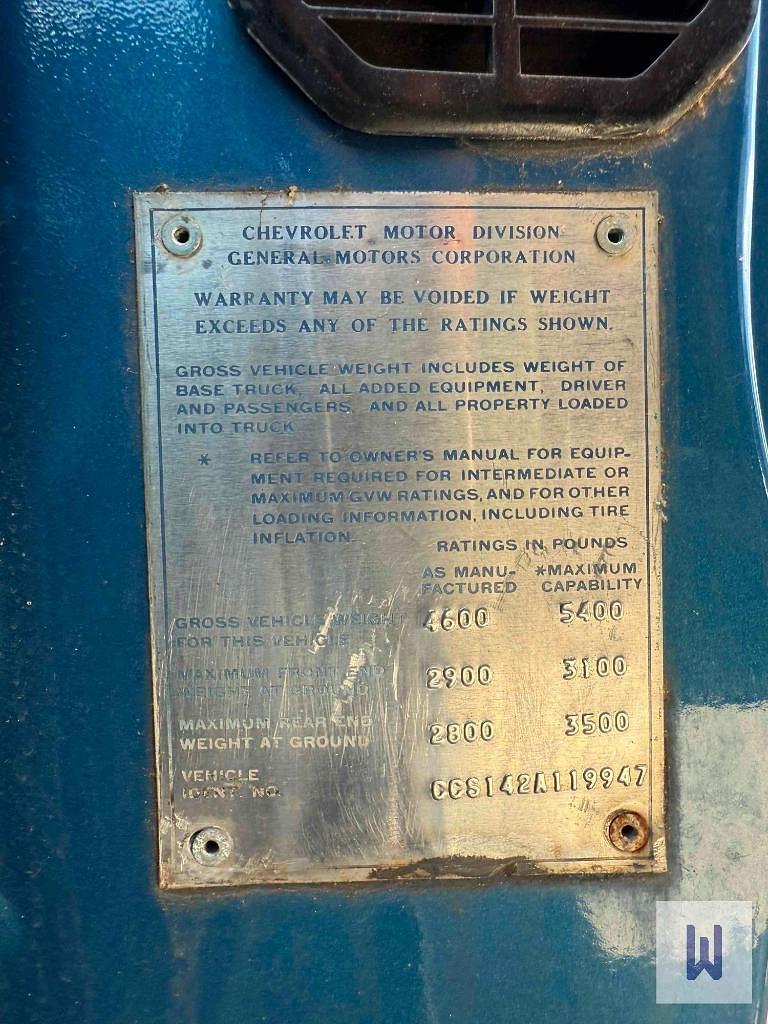 CHEVROLET MOTOR DIVISION
GENERAL MOTORS CORPORATION
WARRANTY MAY BE VOIDED IF WEIGHT
EXCEEDS ANY OF THE RATINGS SHOWN.
GROSS VEHICLE WEIGHT INCLUDES WEIGHT OF
BASE TRUCK, ALL ADDED EQUIPMENT, DRIVER
AND PASSENGERS, AND ALL PROPERTY LOADED
INTO TRUCK
* REFER TO OWNER'S MANUAL FOR EQUIP-
MENT REQUIRED FOR INTERMEDIATE OR
MAXIMUM GVW RATINGS, AND FOR OTHER
LOADING INFORMATION, INCLUDING TIRE
INFLATION.
RATINGS IN POUNDS
AS MANU- *MAXIMUM
FACTURED CAPABILITY
GROSS VEHICLE WEIGHT 4600 5400
FOR THIS VEHICLE
MAXIMUM FRONT END 2900 3100
WEIGHT AT GROUND
MAXIMUM REAR END 2800 3500
WEIGHT AT GROUND
VEHICLE
IDENT. NO. CCS142A119947
W